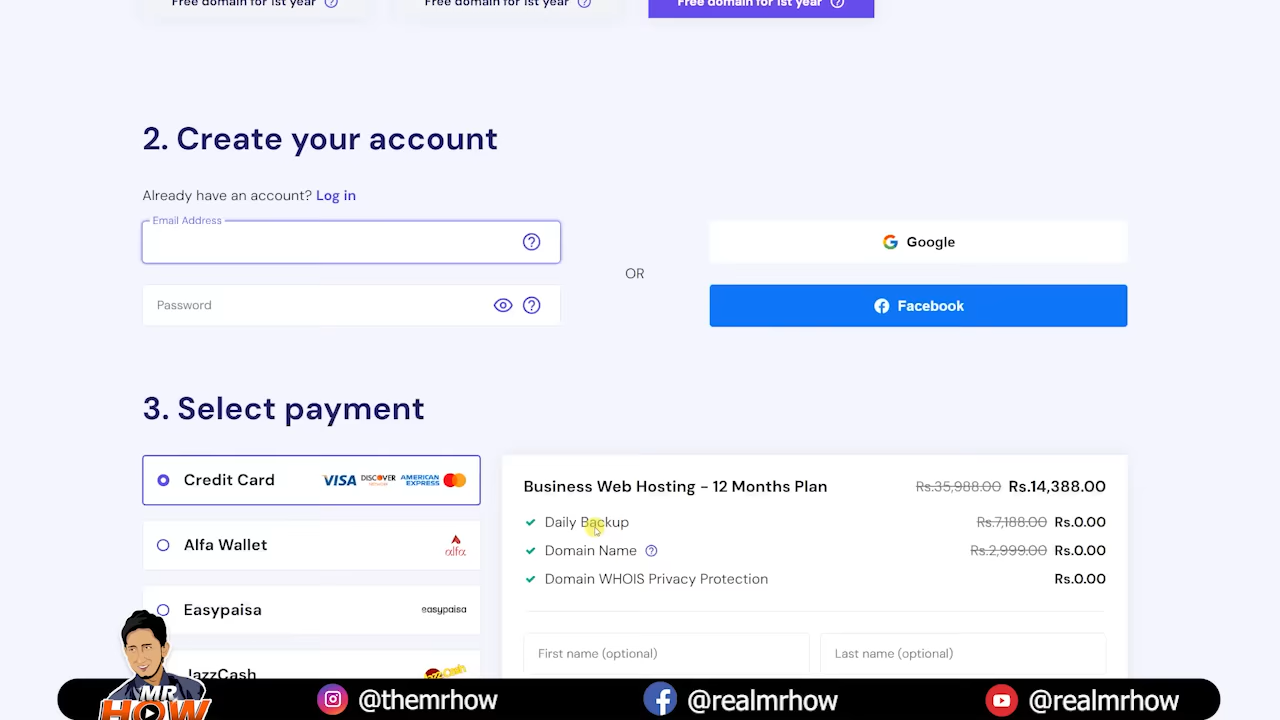 Free domain for 1st year
Free domain for 1st year
Free domain for 1st year
2. Create your account
Already have an account? Log in
Email Address
Google
OR
Password
Facebook
3. Select payment
Credit Card VISA DISCOVER AMERICAN EXPRESS
Business Web Hosting - 12 Months Plan Rs.35,988.00 Rs.14,388.00
Daily Backup Rs.7,188.00 Rs.0.00
Alfa Wallet alfa
Domain Name Rs.2,999.00 Rs.0.00
Domain WHOIS Privacy Protection Rs.0.00
Easypaisa easypaisa
First name (optional) Last name (optional)
JazzCash
MR
HOW
@themrhow @realmrhow @realmrhow